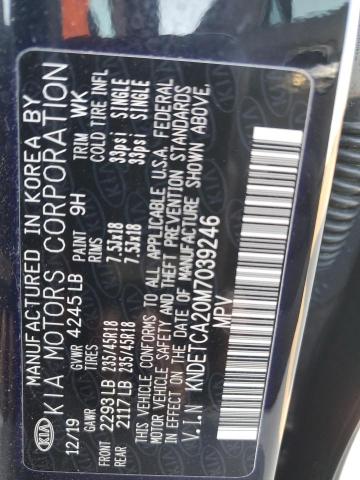 MANUFACTURED IN KOREA BY
KIA MOTORS CORPORATION
KIA
12/19 GVWR 4245LB PAINT 9H TRIM WK
GAWR TIRES RIMS COLD TIRE INFL
FRONT 2293LB 235/45R18 7.5Jx18 33psi SINGLE
REAR 2117LB 235/45R18 7.5Jx18 33psi SINGLE
THIS VEHICLE CONFORMS TO ALL APPLICABLE U.S.A. FEDERAL
MOTOR VEHICLE SAFETY AND THEFT PREVENTION STANDARDS
IN EFFECT ON THE DATE OF MANUFACTURE SHOWN ABOVE.
V.I.N KNDETCA20M7039246
MPV